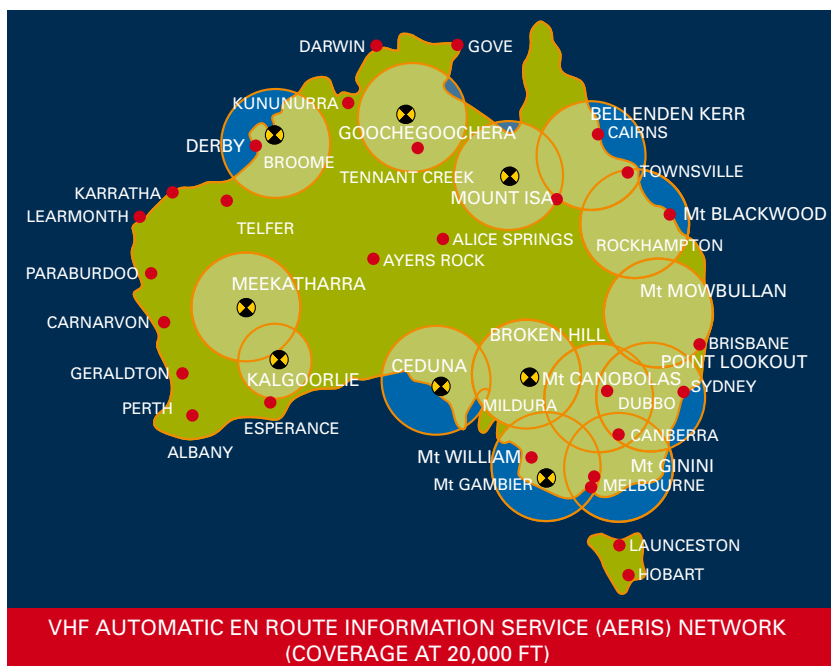 DARWIN
GOVE
KUNUNURRA
BELLENDEN KERR
GOOCHEGOOCHERA
CAIRNS
DERBY
BROOME
TENNANT CREEK
TOWNSVILLE
KARRATHA
MOUNT ISA
LEARMONTH
Mt BLACKWOOD
TELFER
ALICE SPRINGS
ROCKHAMPTON
AYERS ROCK
PARABURDOO
MEEKATHARRA
Mt MOWBULLAN
CARNARVON
BROKEN HILL
BRISBANE
CEDUNA
POINT LOOKOUT
GERALDTON
KALGOORLIE
Mt CANOBOLAS
SYDNEY
MILDURA
DUBBO
PERTH
ESPERANCE
CANBERRA
ALBANY
Mt WILLIAM
Mt GININI
Mt GAMBIER
MELBOURNE
LAUNCESTON
HOBART
VHF AUTOMATIC EN ROUTE INFORMATION SERVICE (AERIS) NETWORK
(COVERAGE AT 20,000 FT)